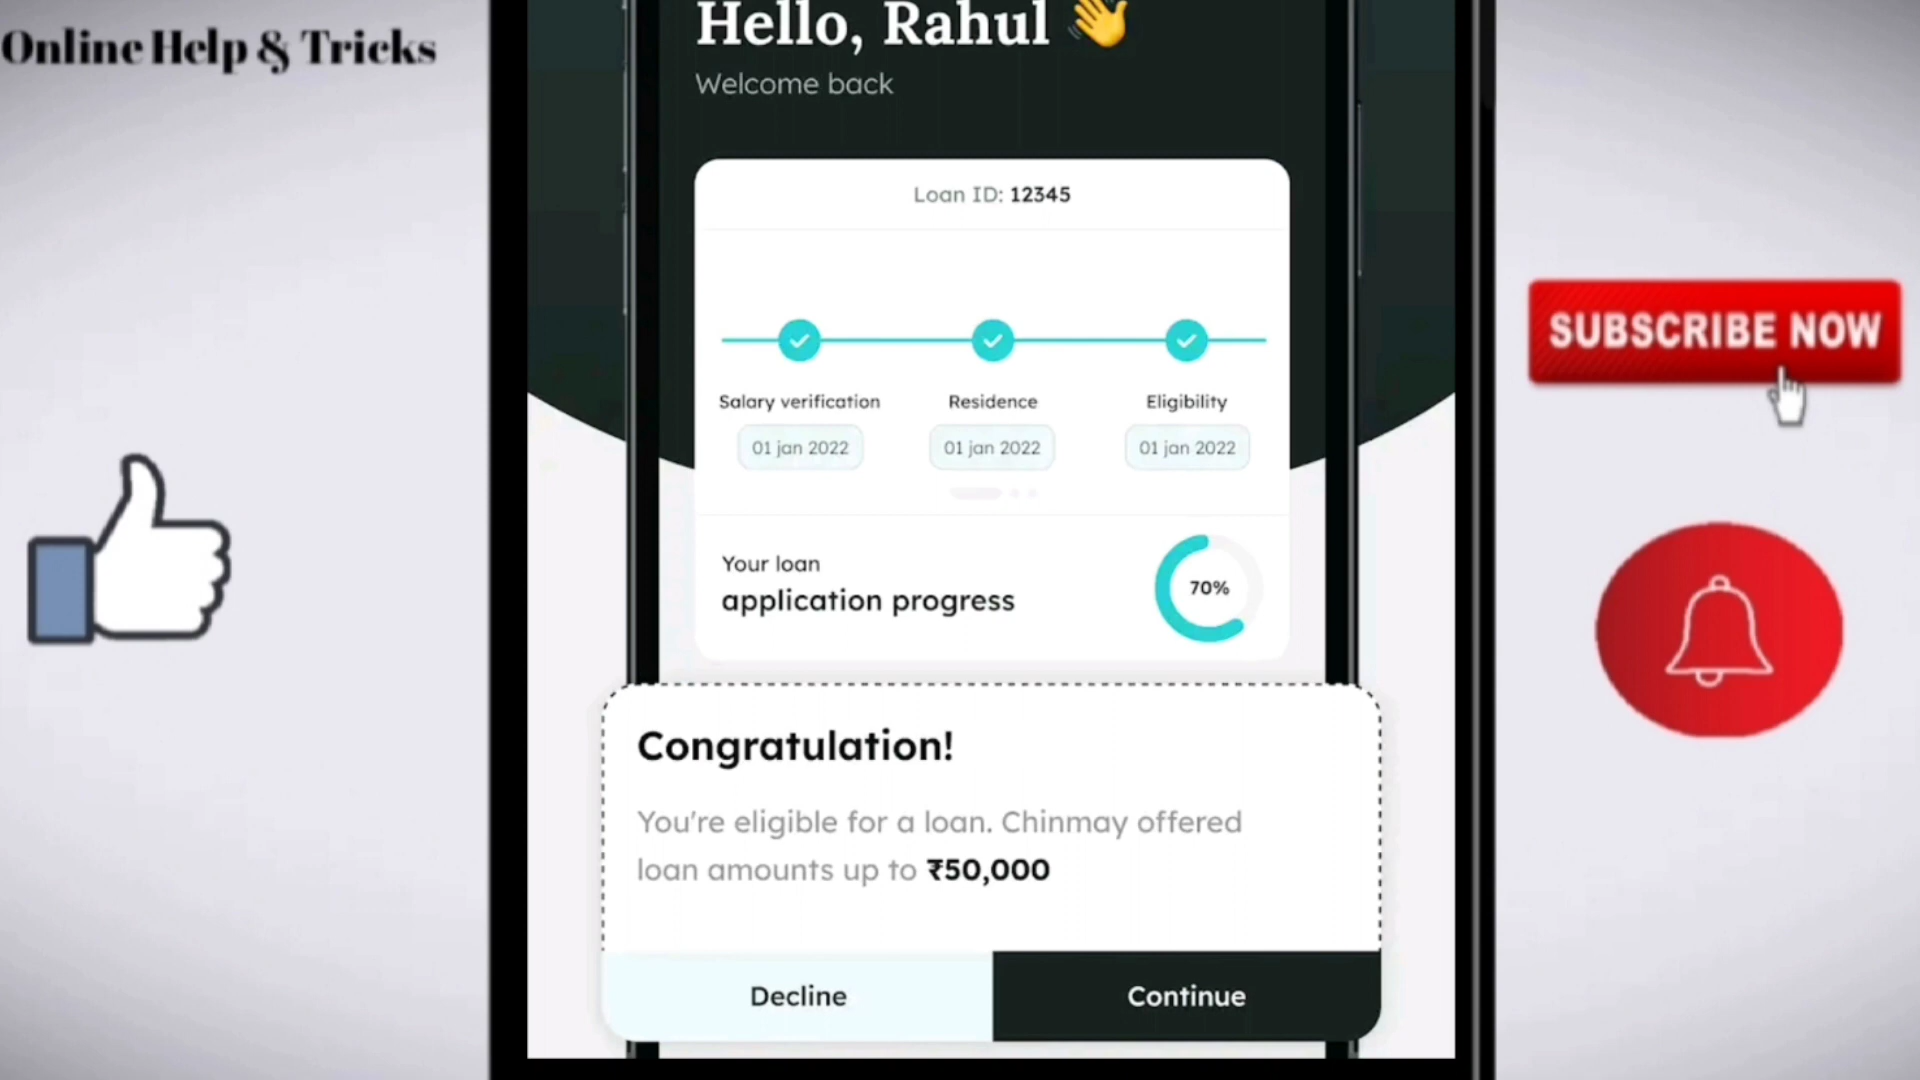 Online Help & Tricks
Hello, Rahul
Welcome back
Loan ID: 12345
Salary verification
Residence
Eligibility
01 jan 2022
01 jan 2022
01 jan 2022
Your loan
application progress
70%
Congratulation!
You're eligible for a loan. Chinmay offered
loan amounts up to ₹50,000
Decline
Continue
SUBSCRIBE NOW